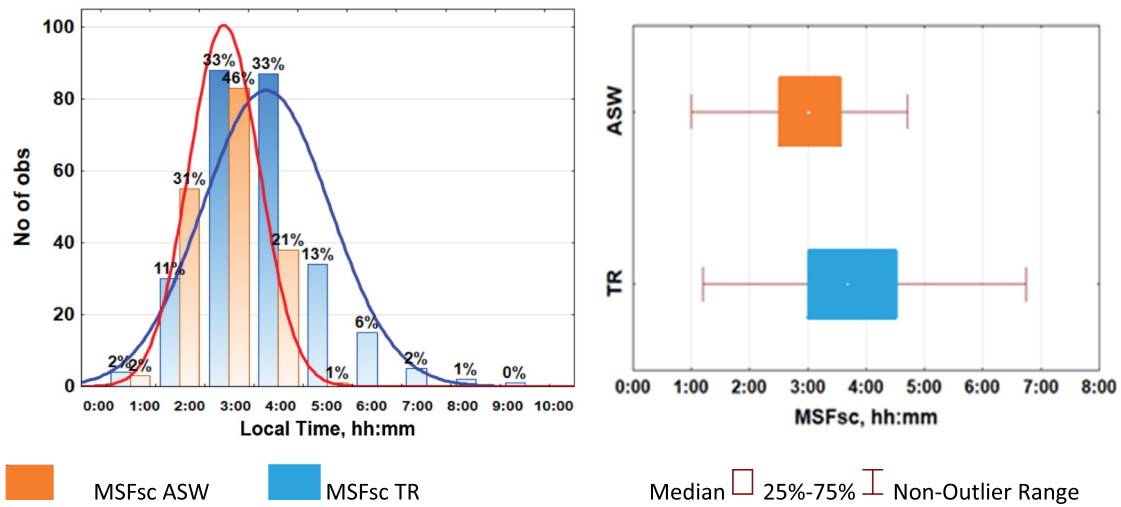 100
80
60
40
20
0
No of obs
33%
33%
46%
31%
21%
11%
13%
6%
2%
2%
1%
2%
1%
0%
0:00 1:00 2:00 3:00 4:00 5:00 6:00 7:00 8:00 9:00 10:00
Local Time, hh:mm
ASW
TR
0:00 1:00 2:00 3:00 4:00 5:00 6:00 7:00 8:00
MSFsc, hh:mm
MSFsc ASW
MSFsc TR
Median 25%-75% Non-Outlier Range